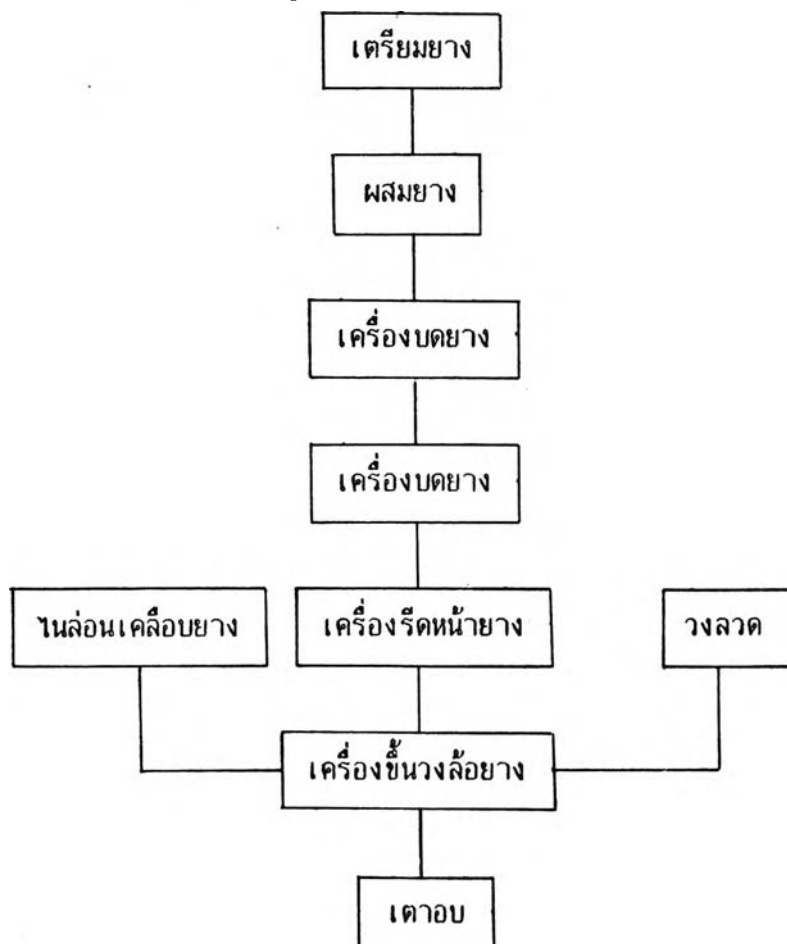 เตรียมยาง
ผสมยาง
เครื่องบดยาง
เครื่องบดยาง
ไนล่อนเคลือบยาง
เครื่องรีดหน้ายาง
วงลวด
เครื่องขึ้นวงล้อยาง
เตาอบ